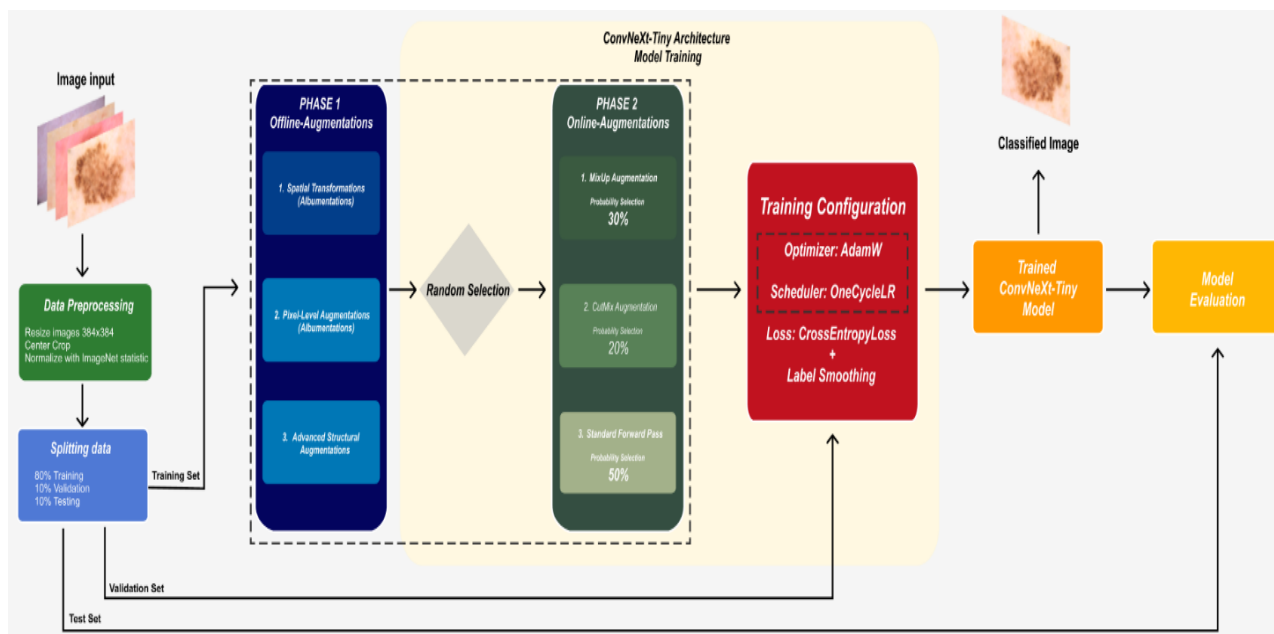 ConvNeXt-Tiny Architecture
Model Training
Image input
Data Preprocessing
Resize images 384x384
Center Crop
Normalize with ImageNet statistic
Splitting data
80% Training
10% Validation
10% Testing
Training Set
Validation Set
Test Set
PHASE 1
Offline-Augmentations
1. Spatial Transformations
(Albumentations)
2. Pixel-Level Augmentations
(Albumentations)
3. Advanced Structural
Augmentations
Random Selection
PHASE 2
Online-Augmentations
1. MixUp Augmentation
Probability Selection
30%
2. CutMix Augmentation
Probability Selection
20%
3. Standard Forward Pass
Probability Selection
50%
Training Configuration
Optimizer: AdamW
Scheduler: OneCycleLR
Loss: CrossEntropyLoss
+
Label Smoothing
Classified Image
Trained
ConvNeXt-Tiny
Model
Model
Evaluation